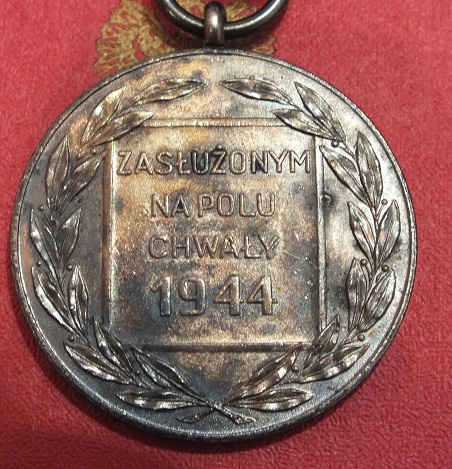 ZASŁUŻONYM
NA POLU
CHWAŁY
1944